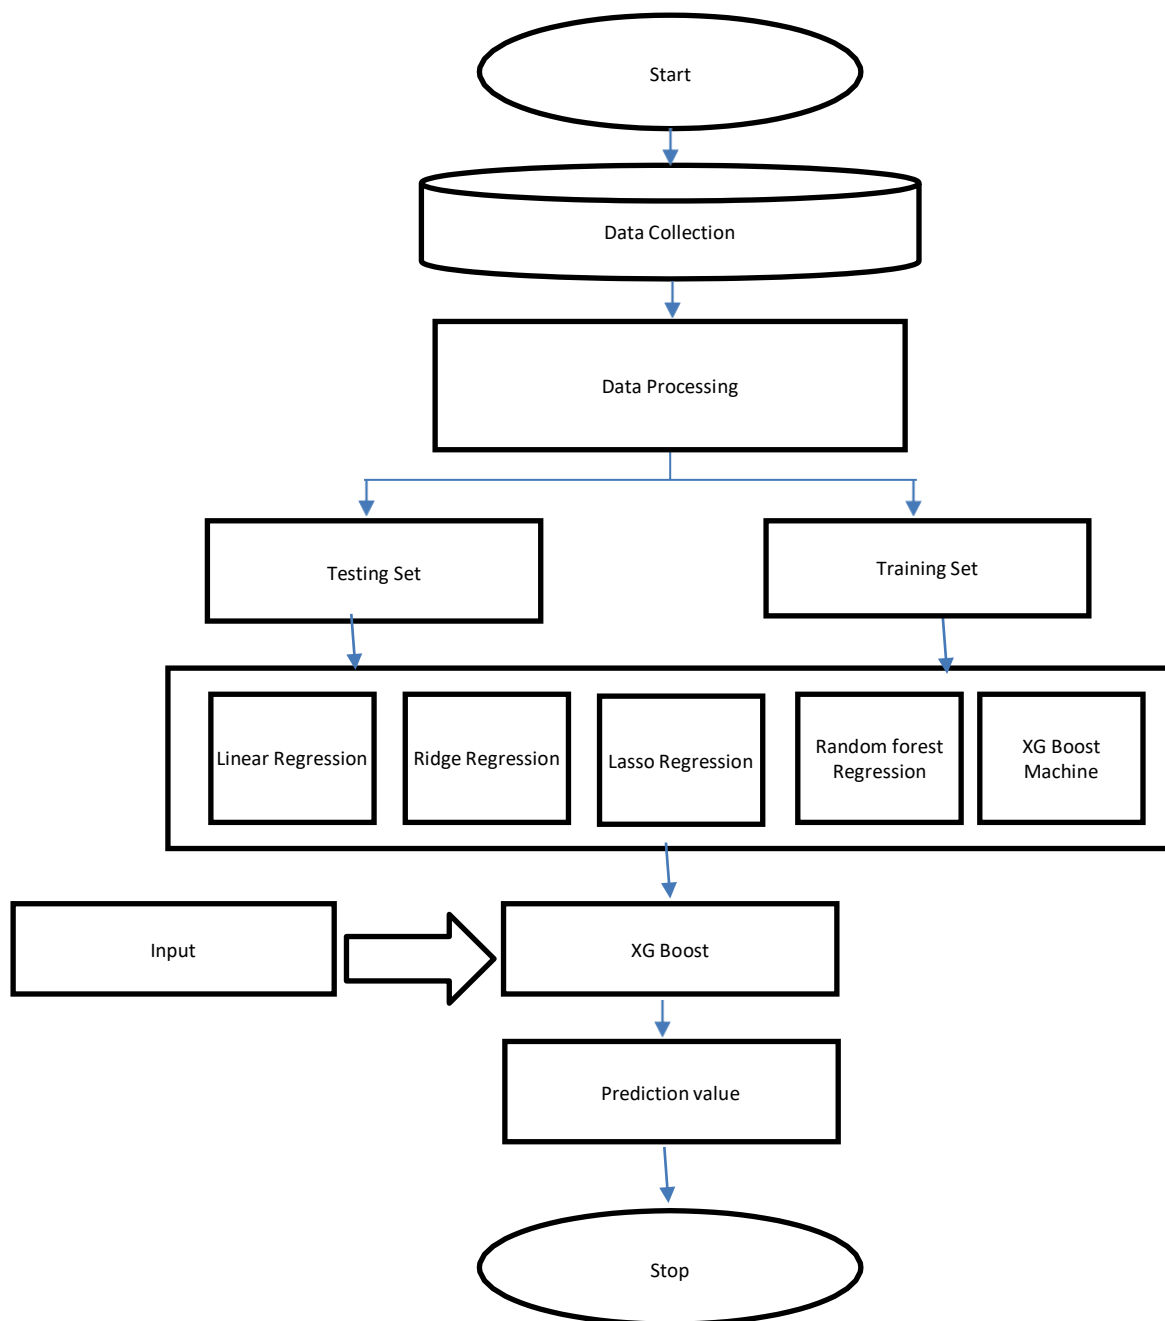 Start
Data Collection
Data Processing
Testing Set
Training Set
Linear Regression
Ridge Regression
Lasso Regression
Random forest
Regression
XG Boost
Machine
Input
XG Boost
Prediction value
Stop